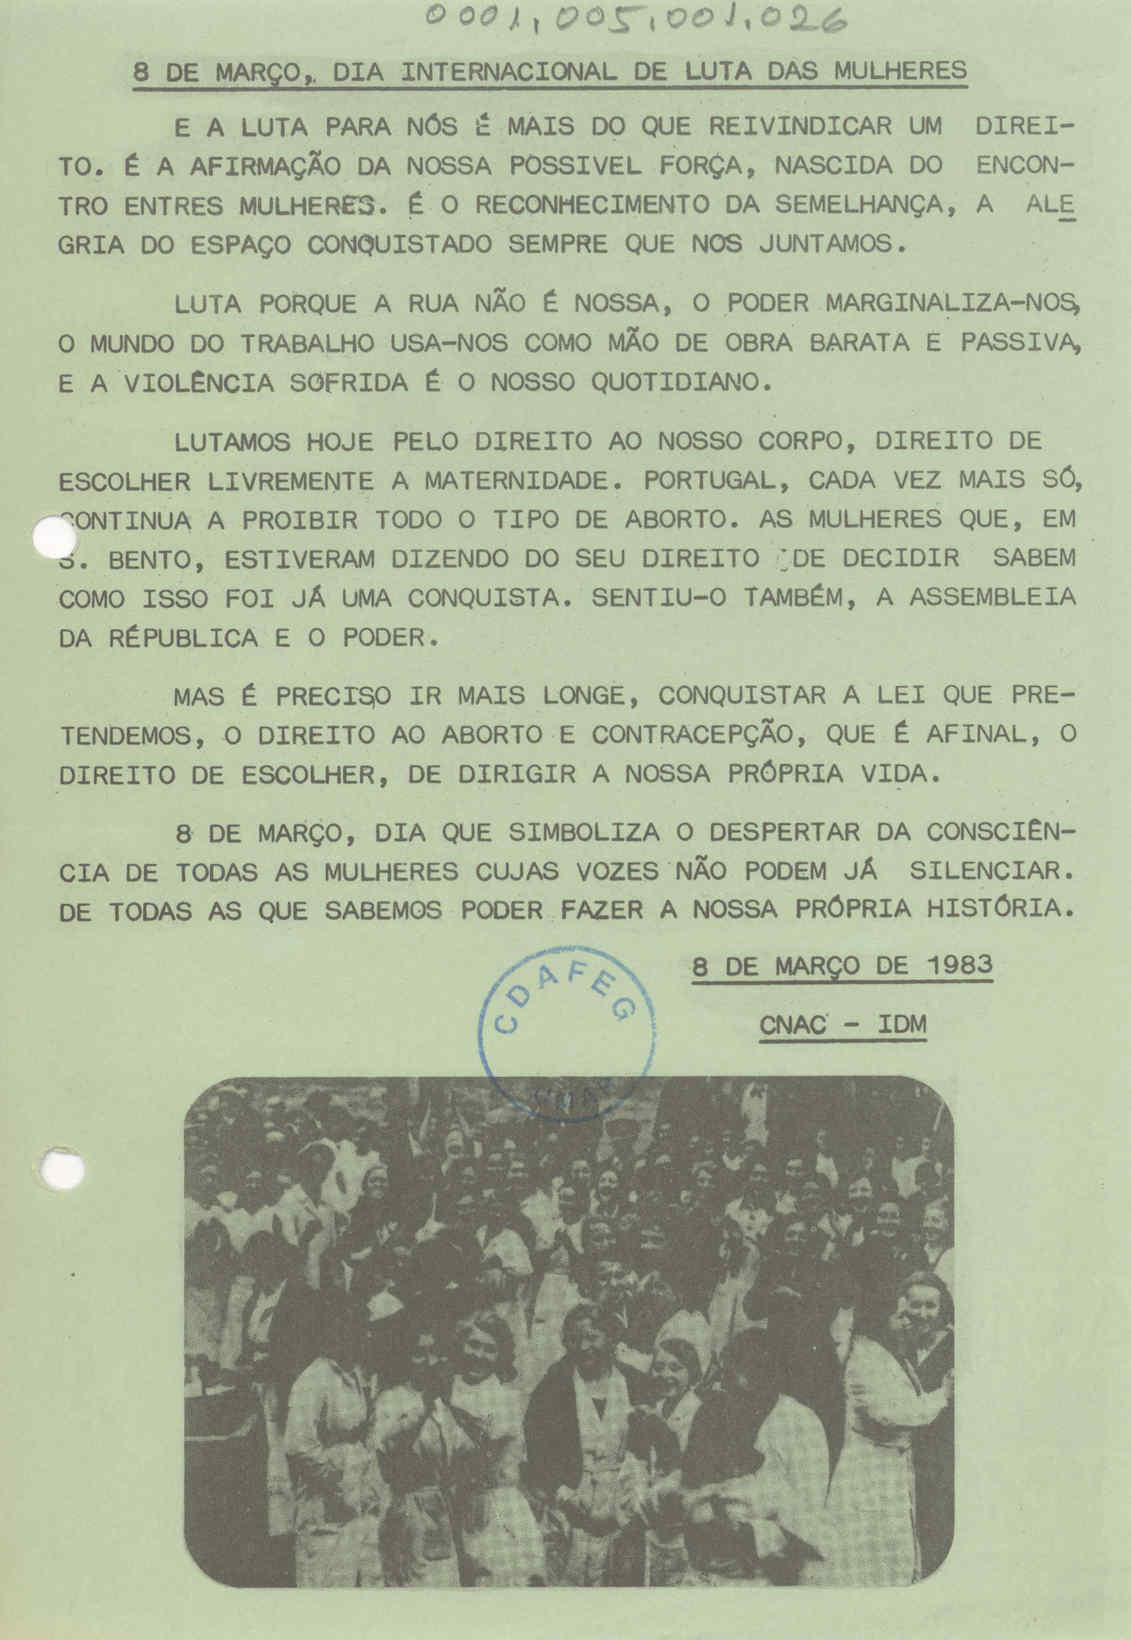 0001.005.001.026
8 DE MARÇO, DIA INTERNACIONAL DE LUTA DAS MULHERES
E A LUTA PARA NÓS É MAIS DO QUE REIVINDICAR UM DIREI-
TO. É A AFIRMAÇÃO DA NOSSA POSSIVEL FORÇA, NASCIDA DO ENCON-
TRO ENTRES MULHERES. É O RECONHECIMENTO DA SEMELHANÇA, A ALE
GRIA DO ESPAÇO CONQUISTADO SEMPRE QUE NOS JUNTAMOS.
LUTA PORQUE A RUA NÃO É NOSSA, O PODER MARGINALIZA-NOS,
O MUNDO DO TRABALHO USA-NOS COMO MÃO DE OBRA BARATA E PASSIVA,
E A VIOLÊNCIA SOFRIDA É O NOSSO QUOTIDIANO.
LUTAMOS HOJE PELO DIREITO AO NOSSO CORPO, DIREITO DE
ESCOLHER LIVREMENTE A MATERNIDADE. PORTUGAL, CADA VEZ MAIS SÓ,
CONTINUA A PROIBIR TODO O TIPO DE ABORTO. AS MULHERES QUE, EM
S. BENTO, ESTIVERAM DIZENDO DO SEU DIREITO DE DECIDIR SABEM
COMO ISSO FOI JÁ UMA CONQUISTA. SENTIU-O TAMBÉM, A ASSEMBLEIA
DA RÉPUBLICA E O PODER.
MAS É PRECISO IR MAIS LONGE, CONQUISTAR A LEI QUE PRE-
TENDEMOS, O DIREITO AO ABORTO E CONTRACEPÇÃO, QUE É AFINAL, O
DIREITO DE ESCOLHER, DE DIRIGIR A NOSSA PRÓPRIA VIDA.
8 DE MARÇO, DIA QUE SIMBOLIZA O DESPERTAR DA CONSCIÊN-
CIA DE TODAS AS MULHERES CUJAS VOZES NÃO PODEM JÁ SILENCIAR.
DE TODAS AS QUE SABEMOS PODER FAZER A NOSSA PRÓPRIA HISTÓRIA.
8 DE MARÇO DE 1983
CNAC - IDM
CDAFEG